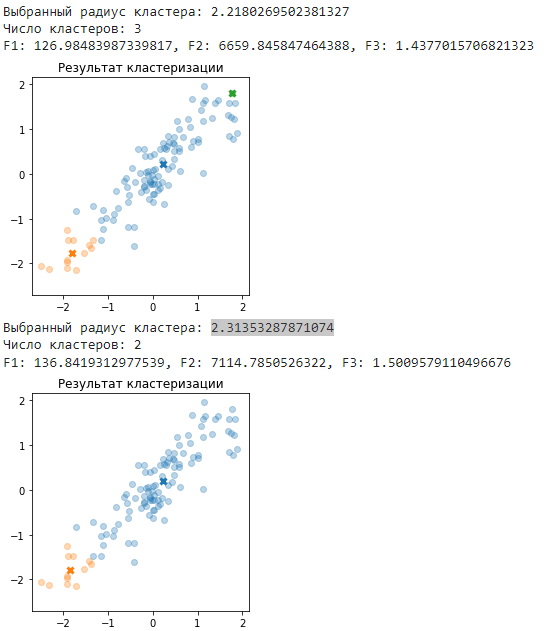 Выбранный радиус кластера: 2.2180269502381327
Число кластеров: 3
F1: 126.98483987339817, F2: 6659.845847464388, F3: 1.4377015706821323
Результат кластеризации
2
1
0
−1
−2
−2 −1 0 1 2
Выбранный радиус кластера: 2.31353287871074
Число кластеров: 2
F1: 136.8419312977539, F2: 7114.7850526322, F3: 1.5009579110496676
Результат кластеризации
2
1
0
−1
−2
−2 −1 0 1 2